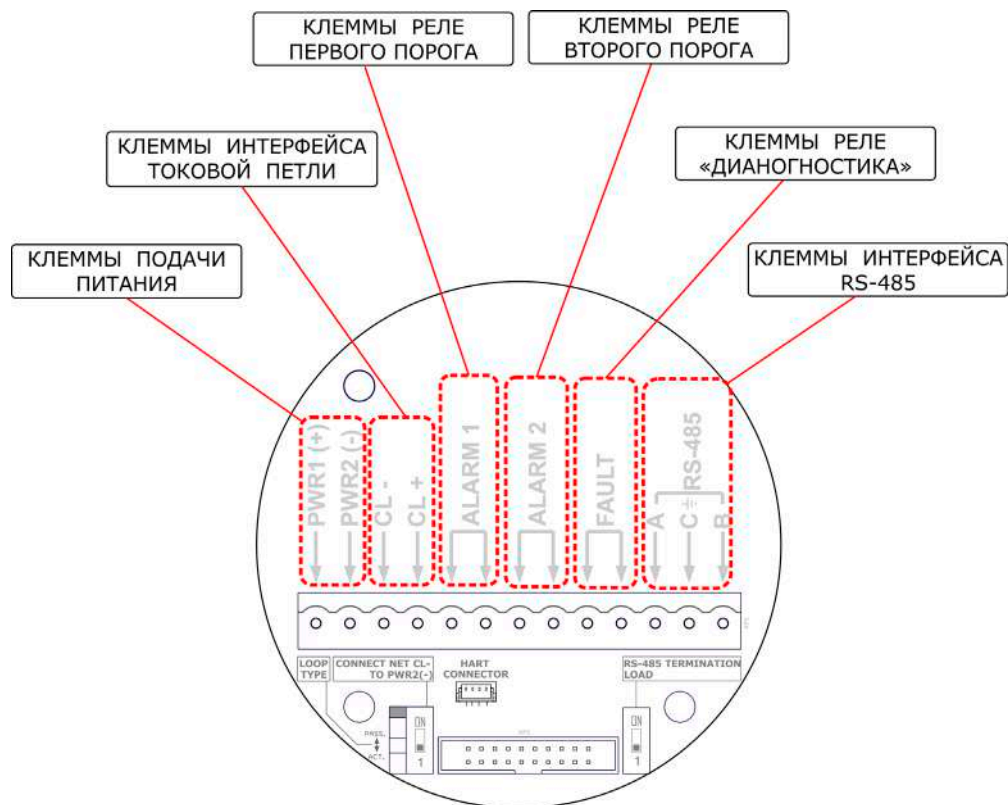 КЛЕММЫ РЕЛЕ
ПЕРВОГО ПОРОГА
КЛЕММЫ РЕЛЕ
ВТОРОГО ПОРОГА
КЛЕММЫ ИНТЕРФЕЙСА
ТОКОВОЙ ПЕТЛИ
КЛЕММЫ РЕЛЕ
«ДИАНОГНОСТИКА»
КЛЕММЫ ПОДАЧИ
ПИТАНИЯ
КЛЕММЫ ИНТЕРФЕЙСА
RS-485
PWR1 (+)
PWR2 (-)
CL -
CL +
ALARM 1
ALARM 2
FAULT
RS-485
A
C
B
LOOP
TYPE
CONNECT NET CL-
TO PWR2(-)
HART
CONNECTOR
RS-485 TERMINATION
LOAD
ON
1
ACT.
ON
1